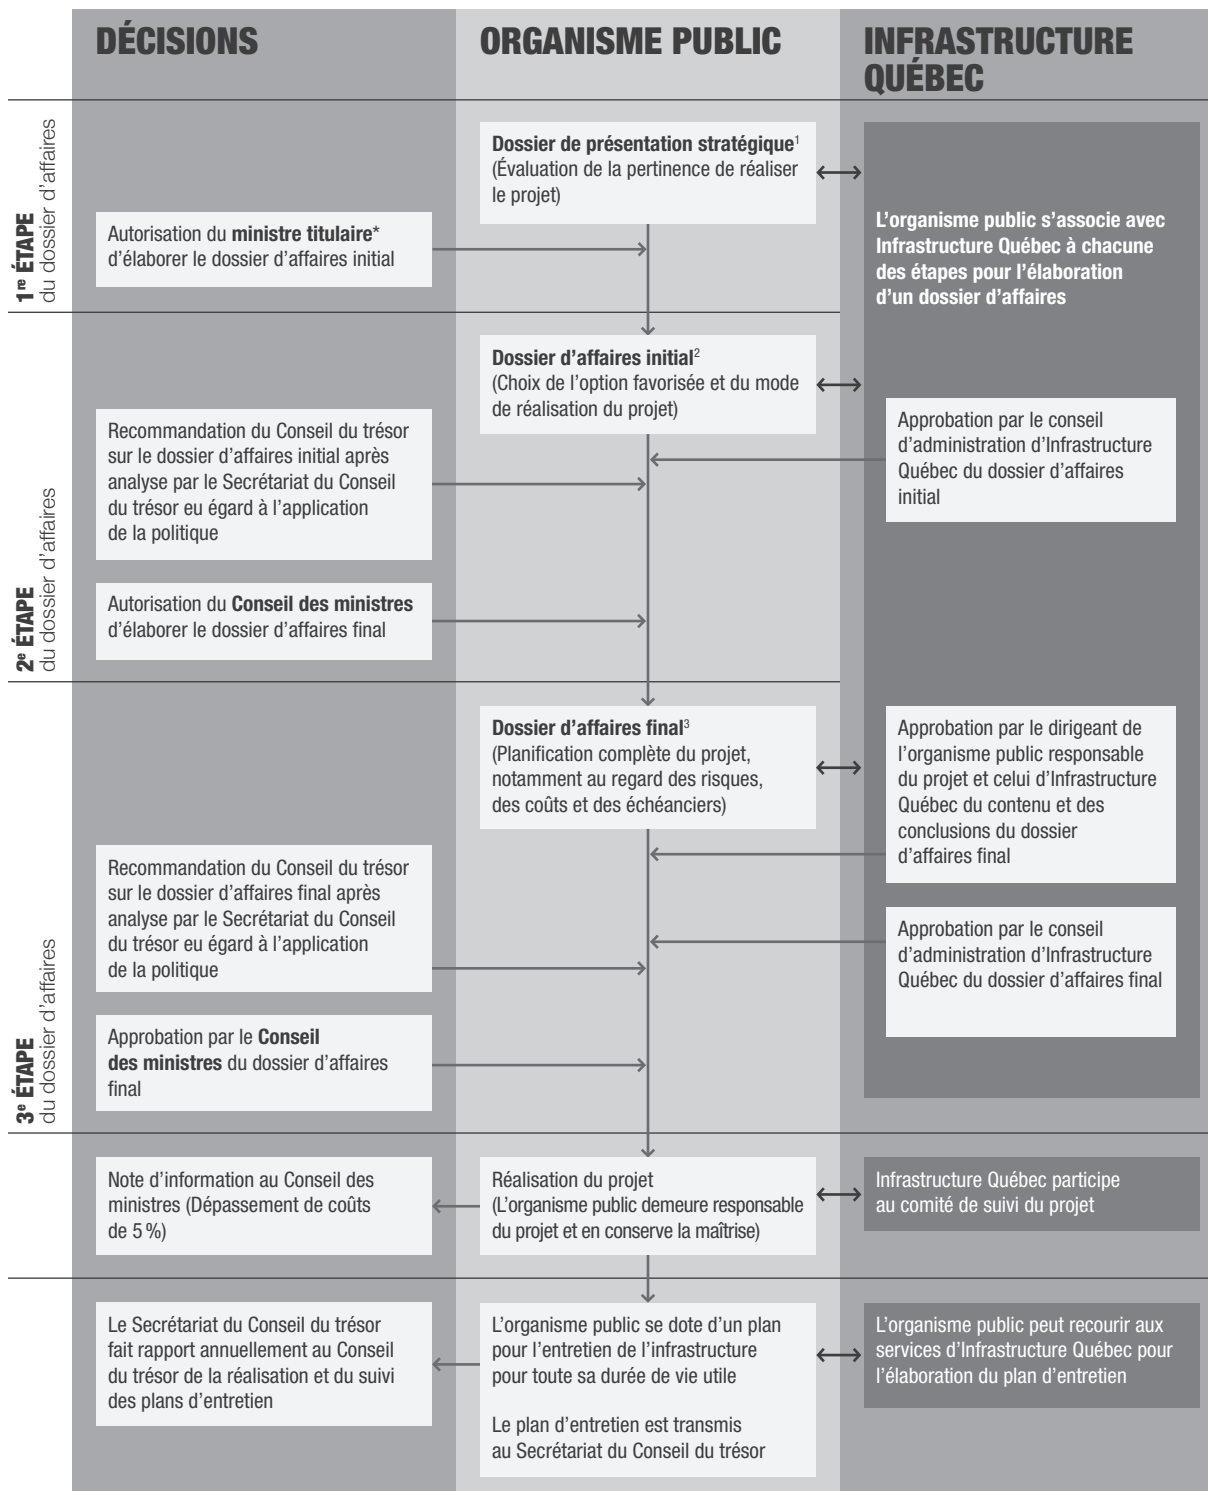 DÉCISIONS
ORGANISME PUBLIC
INFRASTRUCTURE
QUÉBEC
1re ÉTAPE
du dossier d'affaires
Dossier de présentation stratégique1
(Évaluation de la pertinence de réaliser
le projet)
Autorisation du ministre titulaire*
d'élaborer le dossier d'affaires initial
L'organisme public s'associe avec
Infrastructure Québec à chacune
des étapes pour l'élaboration
d'un dossier d'affaires
2e ÉTAPE
du dossier d'affaires
Dossier d'affaires initial2
(Choix de l'option favorisée et du mode
de réalisation du projet)
Approbation par le conseil
d'administration d'Infrastructure
Québec du dossier d'affaires
initial
Recommandation du Conseil du trésor
sur le dossier d'affaires initial après
analyse par le Secrétariat du Conseil
du trésor eu égard à l'application
de la politique
Autorisation du Conseil des ministres
d'élaborer le dossier d'affaires final
3e ÉTAPE
du dossier d'affaires
Dossier d'affaires final3
(Planification complète du projet,
notamment au regard des risques,
des coûts et des échéanciers)
Approbation par le dirigeant de
l'organisme public responsable
du projet et celui d'Infrastructure
Québec du contenu et des
conclusions du dossier
d'affaires final
Recommandation du Conseil du trésor
sur le dossier d'affaires final après
analyse par le Secrétariat du Conseil
du trésor eu égard à l'application
de la politique
Approbation par le conseil
d'administration d'Infrastructure
Québec du dossier d'affaires final
Approbation par le Conseil
des ministres du dossier d'affaires
final
Note d'information au Conseil des
ministres (Dépassement de coûts
de 5 %)
Réalisation du projet
(L'organisme public demeure responsable
du projet et en conserve la maîtrise)
Infrastructure Québec participe
au comité de suivi du projet
Le Secrétariat du Conseil du trésor
fait rapport annuellement au Conseil
du trésor de la réalisation et du suivi
des plans d'entretien
L'organisme public se dote d'un plan
pour l'entretien de l'infrastructure
pour toute sa durée de vie utile
Le plan d'entretien est transmis
au Secrétariat du Conseil du trésor
L'organisme public peut recourir aux
services d'Infrastructure Québec pour
l'élaboration du plan d'entretien